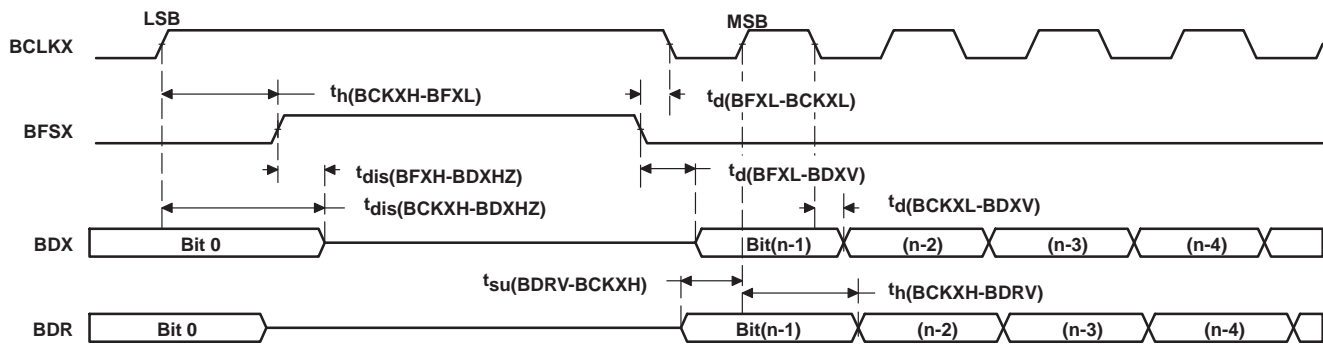 LSB MSB
BCLKX
th(BCKXH-BFXL) td(BFXL-BCKXL)
BFSX
tdis(BFXH-BDXHZ) td(BFXL-BDXV)
tdis(BCKXH-BDXHZ) td(BCKXL-BDXV)
BDX Bit 0 Bit(n-1) (n-2) (n-3) (n-4)
tsu(BDRV-BCKXH) th(BCKXH-BDRV)
BDR Bit 0 Bit(n-1) (n-2) (n-3) (n-4)